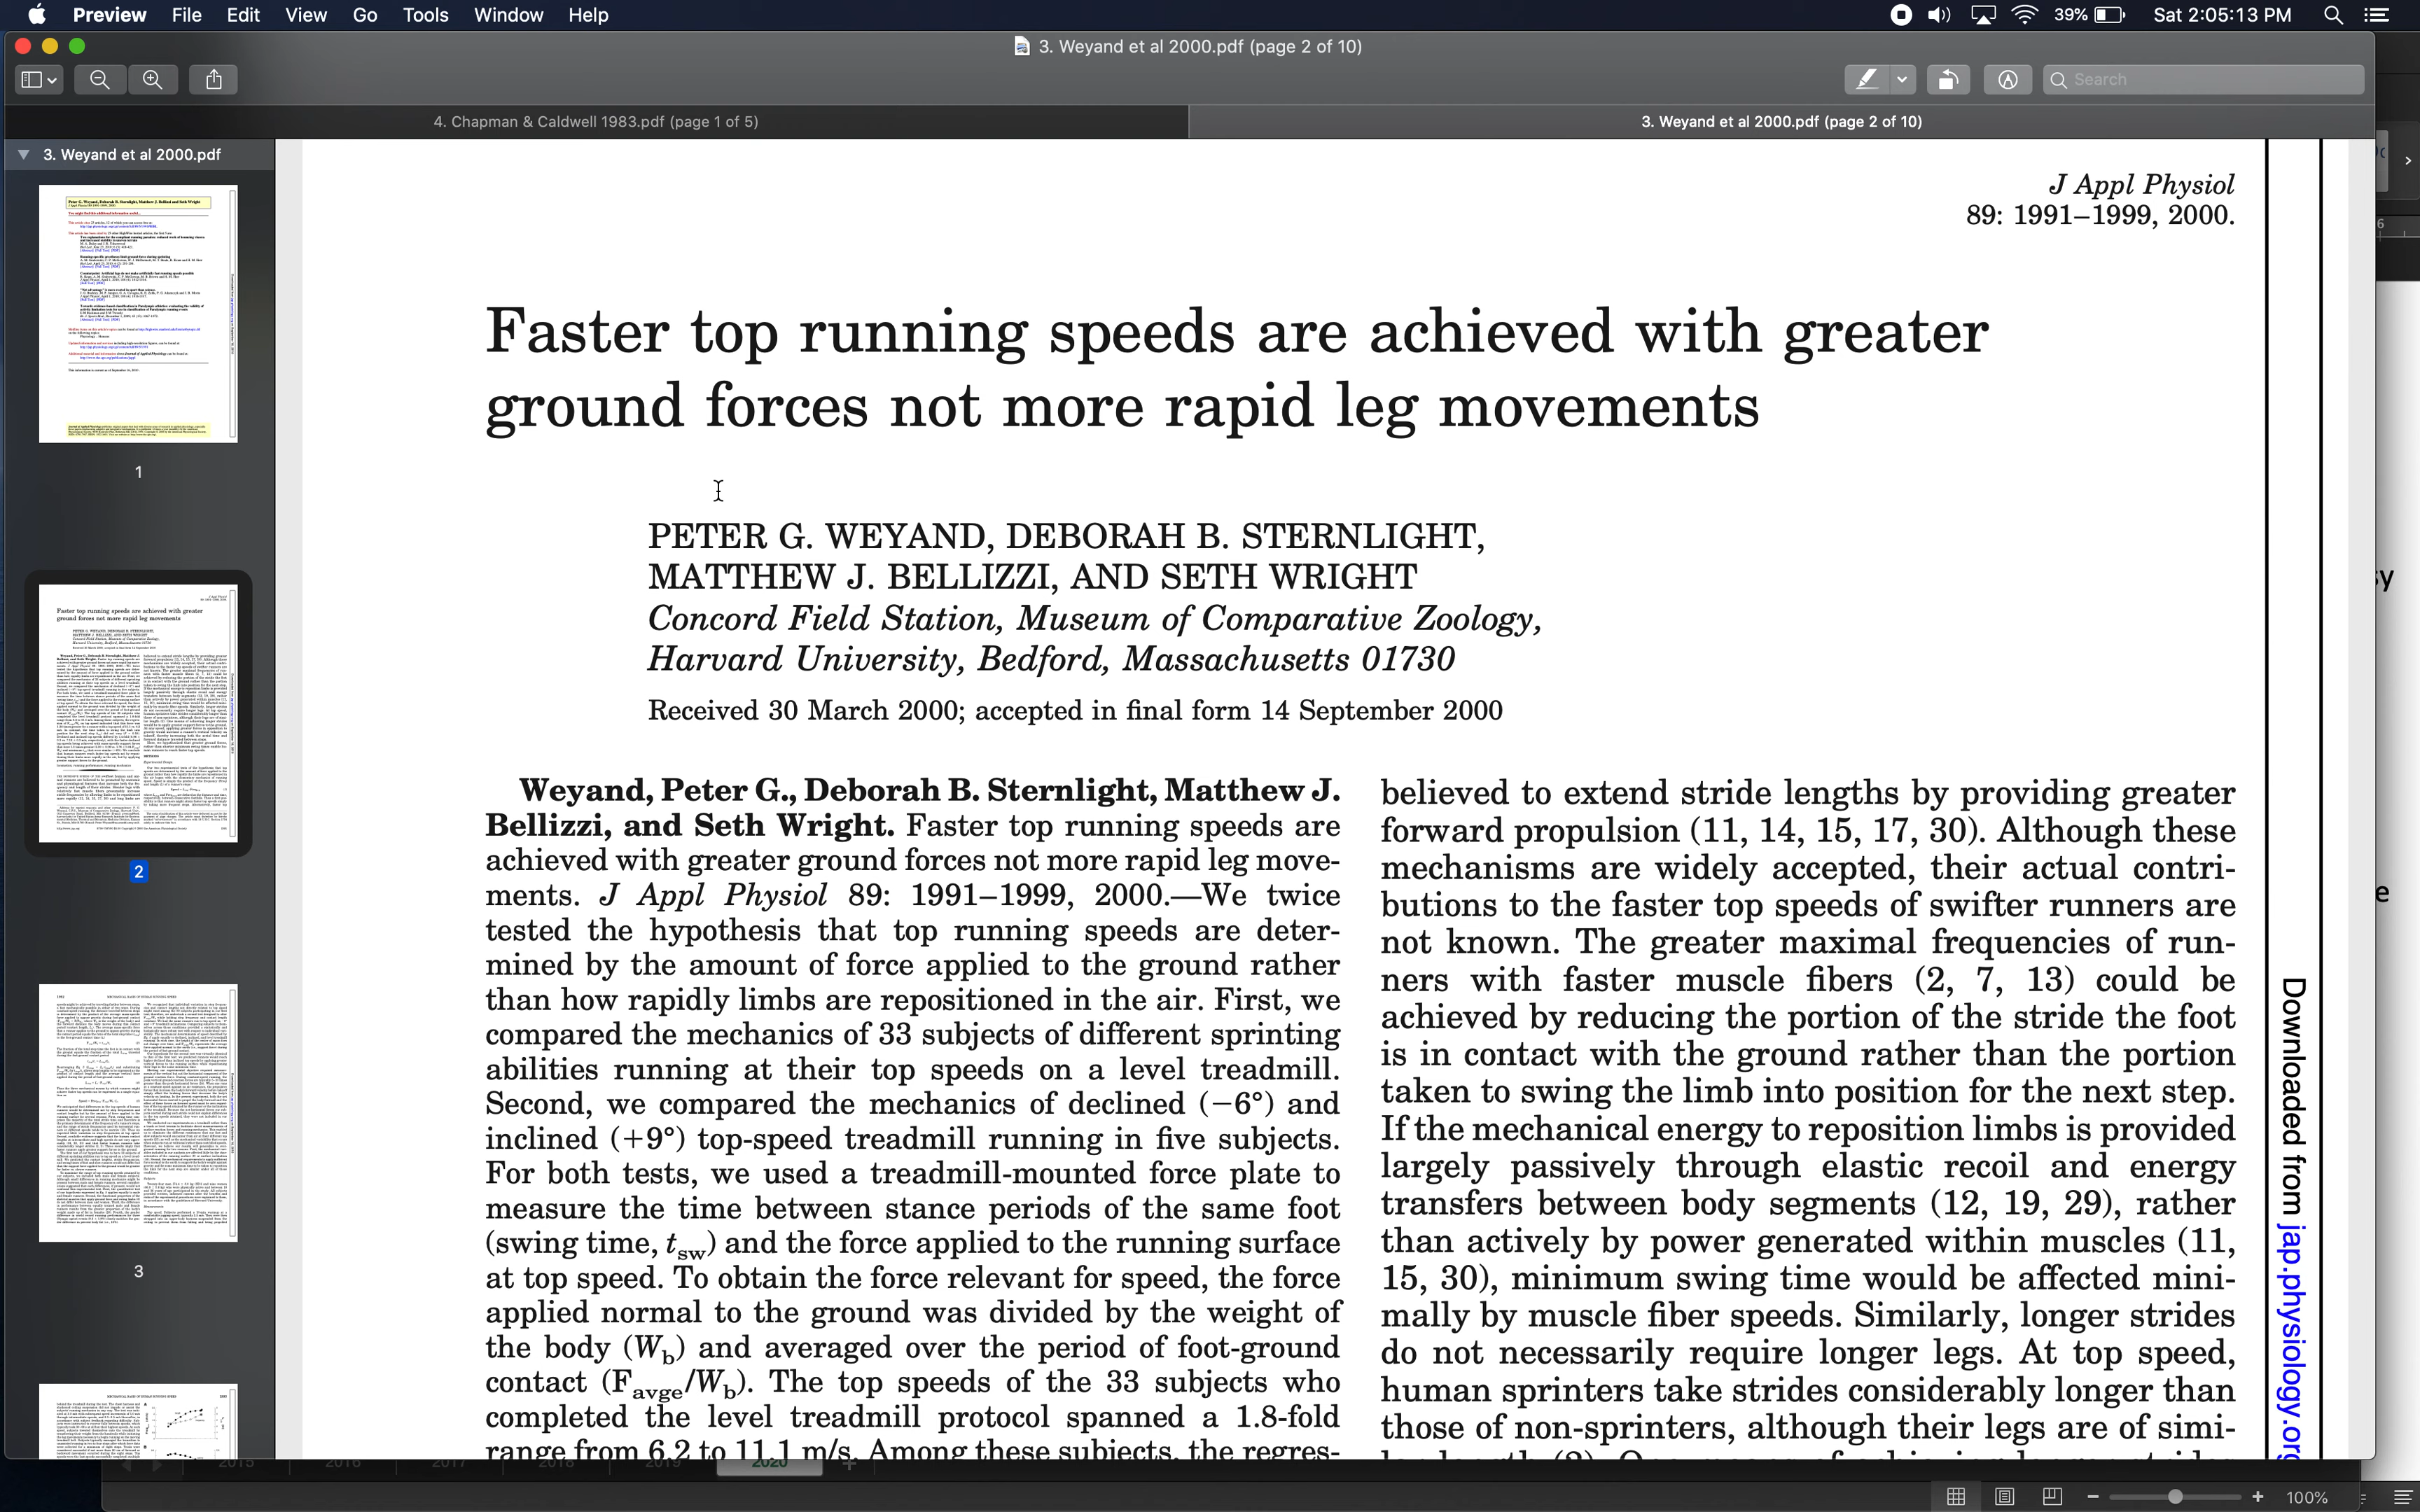 Preview File Edit View Go Tools Window Help
39% Sat 2:05:13 PM
3. Weyand et al 2000.pdf (page 2 of 10)
Search
4. Chapman & Caldwell 1983.pdf (page 1 of 5)
3. Weyand et al 2000.pdf (page 2 of 10)
3. Weyand et al 2000.pdf
1
2
3
J Appl Physiol
89: 1991–1999, 2000.
Faster top running speeds are achieved with greater
ground forces not more rapid leg movements
PETER G. WEYAND, DEBORAH B. STERNLIGHT,
MATTHEW J. BELLIZZI, AND SETH WRIGHT
Concord Field Station, Museum of Comparative Zoology,
Harvard University, Bedford, Massachusetts 01730
Received 30 March 2000; accepted in final form 14 September 2000
Weyand, Peter G., Deborah B. Sternlight, Matthew J.
Bellizzi, and Seth Wright. Faster top running speeds are
achieved with greater ground forces not more rapid leg move-
ments. J Appl Physiol 89: 1991–1999, 2000.—We twice
tested the hypothesis that top running speeds are deter-
mined by the amount of force applied to the ground rather
than how rapidly limbs are repositioned in the air. First, we
compared the mechanics of 33 subjects of different sprinting
abilities running at their top speeds on a level treadmill.
Second, we compared the mechanics of declined (−6°) and
inclined (+9°) top-speed treadmill running in five subjects.
For both tests, we used a treadmill-mounted force plate to
measure the time between stance periods of the same foot
(swing time, tsw) and the force applied to the running surface
at top speed. To obtain the force relevant for speed, the force
applied normal to the ground was divided by the weight of
the body (Wb) and averaged over the period of foot-ground
contact (Favge/Wb). The top speeds of the 33 subjects who
completed the level treadmill protocol spanned a 1.8-fold
range from 6.2 to 11.1 m/s. Among these subjects, the regres-
believed to extend stride lengths by providing greater
forward propulsion (11, 14, 15, 17, 30). Although these
mechanisms are widely accepted, their actual contri-
butions to the faster top speeds of swifter runners are
not known. The greater maximal frequencies of run-
ners with faster muscle fibers (2, 7, 13) could be
achieved by reducing the portion of the stride the foot
is in contact with the ground rather than the portion
taken to swing the limb into position for the next step.
If the mechanical energy to reposition limbs is provided
largely passively through elastic recoil and energy
transfers between body segments (12, 19, 29), rather
than actively by power generated within muscles (11,
15, 30), minimum swing time would be affected mini-
mally by muscle fiber speeds. Similarly, longer strides
do not necessarily require longer legs. At top speed,
human sprinters take strides considerably longer than
those of non-sprinters, although their legs are of simi-
Downloaded from jap.physiology.org
2015 2016 2017 2018 2019 2020
100%